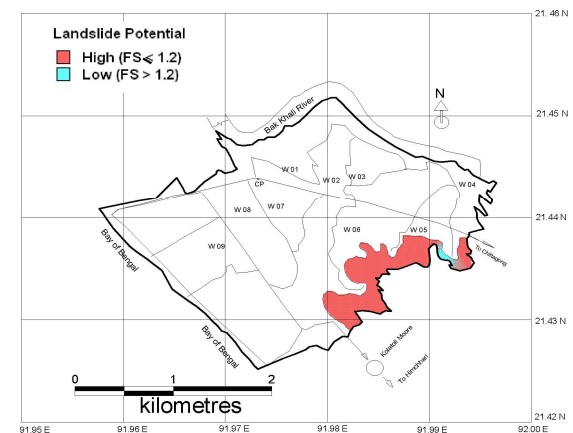 21. 46 N
Landslide Potential
High (FS⩽ 1.2)
Low (FS > 1.2)
N
Bak Khali River
21.45 N
W 01
W 02
W 03
CP
W 04
W 08
W 07
21.44 N
W 06
W 05
Bay of Bengal
W 09
To Chittagong
21.43 N
Bay of Bengal
Kolatoli Moore
To Himchhari
0
1
2
kilometres
21.42 N
91.95 E
91.96 E
91.97 E
91.98 E
91.99 E
92.00 E